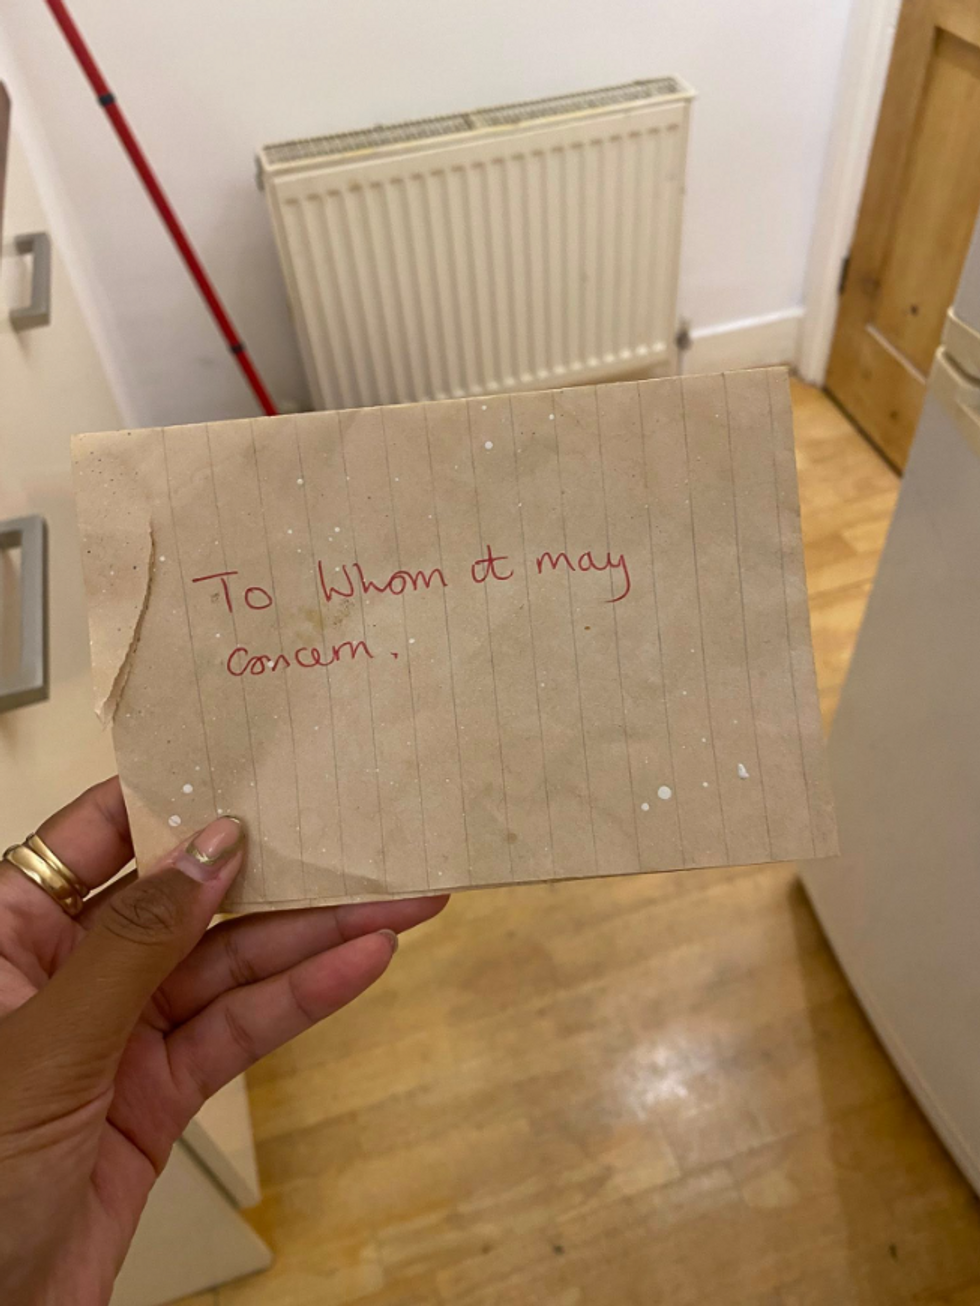 To Whom it may
concern.